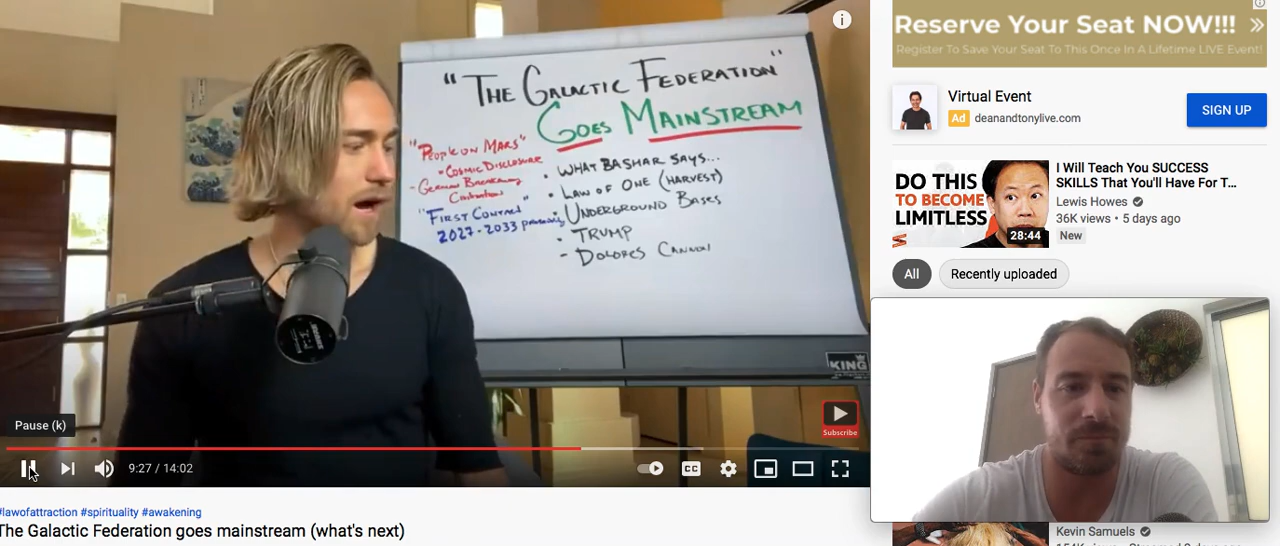 "THE GALACTIC FEDERATION"
GOES MAINSTREAM
"PEOPLE ON MARS"
- COSMIC DISCLOSURE
- GERMAN BREAKAWAY
"FIRST CONTACT"
2027-2033
• WHAT BASHAR SAYS...
• LAW OF ONE (HARVEST)
• UNDERGROUND BASES
• TRUMP
- DOLORES CANNON
KING
Subscribe
Pause (k)
9:27 / 14:02
CC
#lawofattraction #spirituality #awakening
The Galactic Federation goes mainstream (what's next)
Reserve Your Seat NOW!!!
Register To Save Your Seat To This Once In A Lifetime LIVE Event!
Virtual Event
Ad deanandtonylive.com
SIGN UP
DO THIS
TO BECOME
LIMITLESS
28:44
I Will Teach You SUCCESS
SKILLS That You'll Have For T...
Lewis Howes
36K views • 5 days ago
New
All
Recently uploaded
Kevin Samuels